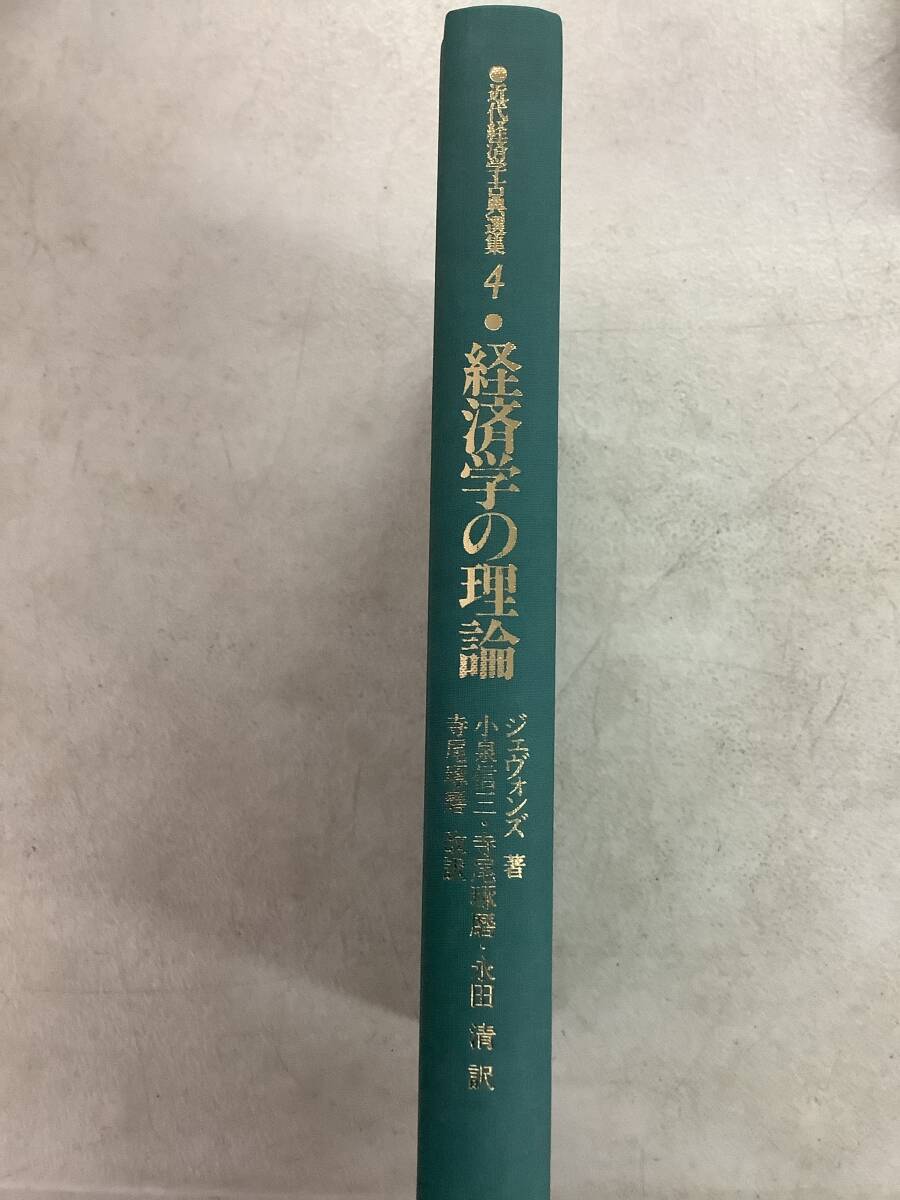 ●近代経済学古典選集4●経済学の理論
ジェヴォンズ 著
小泉信三・寺尾琢磨・永田 清 訳
寺尾琢磨 改訳